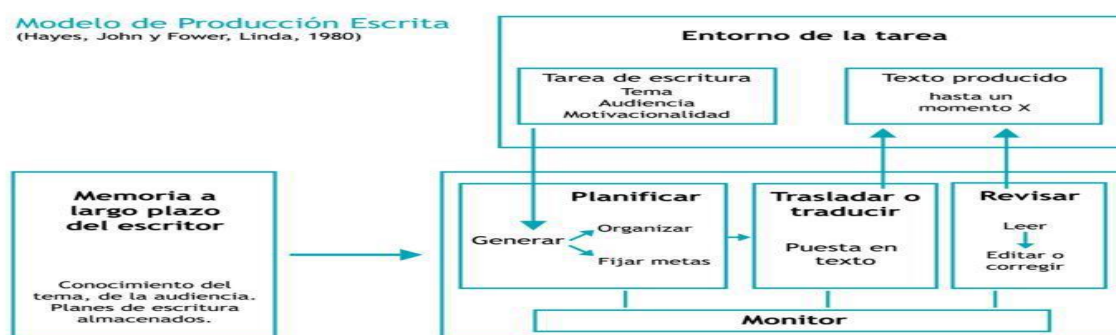 Modelo de Producción Escrita
(Hayes, John y Fower, Linda, 1980)
Entorno de la tarea
Tarea de escritura
Tema
Audiencia
Motivacionalidad
Texto producido
hasta un
momento X
Memoria a
largo plazo
del escritor
Conocimiento del
tema, de la audiencia.
Planes de escritura
almacenados.
Planificar
Generar
Organizar
Fijar metas
Trasladar o
traducir
Puesta en
texto
Revisar
Leer
Editar o
corregir
Monitor